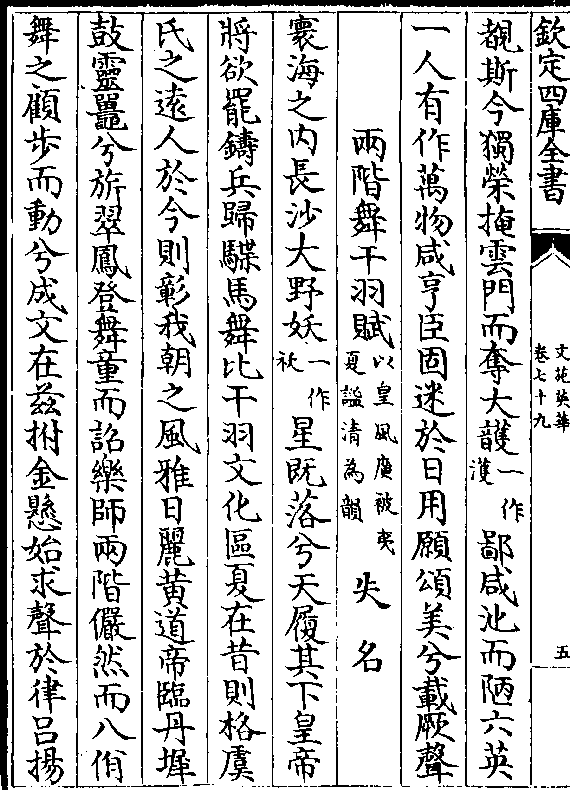 欽定四庫全書
文苑英華
卷七十九
五
覩斯今獨榮掩雲門而奪大頀一作濩鄙咸池而陋六英
一人有作萬物咸亨臣固迷於日用願頌美兮載厥聲
兩階舞干羽賦以皇風廣被夷夏謐清為韻失名
寰海之内長沙大野妖一作祅星既落兮天履其下皇帝
將欲罷鑄兵歸騍馬舞比干羽文化區夏在昔則格虞
氏之逺人於今則彰我朝之風雅日麗黄道帝臨丹墀
鼓靈鼉兮旂翠鳳登舞童而詔樂師兩階儼然而八佾
舞之顧步而動兮成文在兹拊金懸始求聲於律吕揚